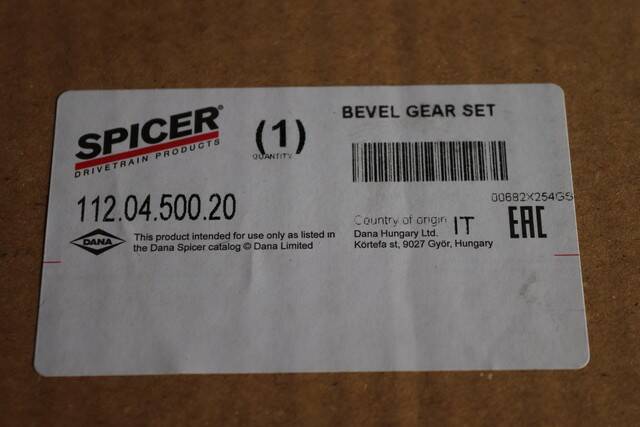 SPICER®
DRIVETRAIN PRODUCTS
(1)
QUANTITY
BEVEL GEAR SET
112.04.500.20
00682X254GS
DANA
This product intended for use only as listed in
the Dana Spicer catalog © Dana Limited
Country of origin IT
Dana Hungary Ltd.
Körtefa st, 9027 Győr, Hungary
EAC